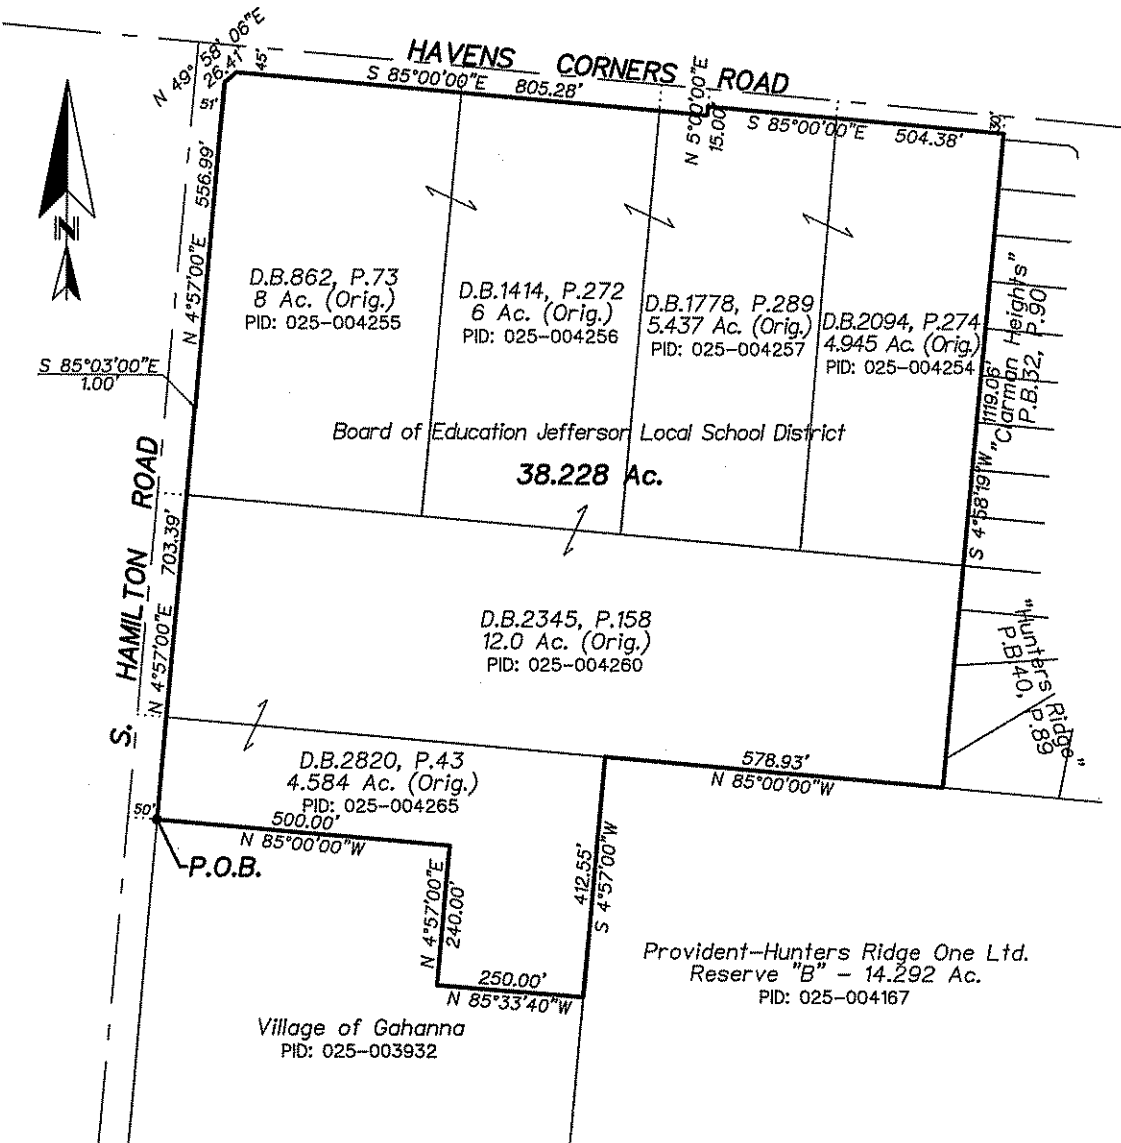 HAVENS CORNERS ROAD
N 49°58'06"E
26.41'
45'
51'
S 85°00'00"E 805.28'
N 5°00'00"E
15.00'
S 85°00'00"E 504.38'
30'
N 4°57'00"E 556.99'
N
D.B.862, P.73
8 Ac. (Orig.)
PID: 025-004255
D.B.1414, P.272
6 Ac. (Orig.)
PID: 025-004256
D.B.1778, P.289
5.437 Ac. (Orig.)
PID: 025-004257
D.B.2094, P.274
4.945 Ac. (Orig.)
PID: 025-004254
"Clarman Heights"
P.B.32, P.90
S 4°58'19"W 1119.06'
S 85°03'00"E
1.00'
Board of Education Jefferson Local School District
38.228 Ac.
S. HAMILTON ROAD
N 4°57'00"E 703.39'
D.B.2345, P.158
12.0 Ac. (Orig.)
PID: 025-004260
"Hunters Ridge"
P.B.40, P.89
D.B.2820, P.43
4.584 Ac. (Orig.)
PID: 025-004265
578.93'
N 85°00'00"W
50'
500.00'
N 85°00'00"W
P.O.B.
N 4°57'00"E
240.00'
412.55'
S 4°57'00"W
250.00'
N 85°33'40"W
Provident-Hunters Ridge One Ltd.
Reserve "B" - 14.292 Ac.
PID: 025-004167
Village of Gahanna
PID: 025-003932